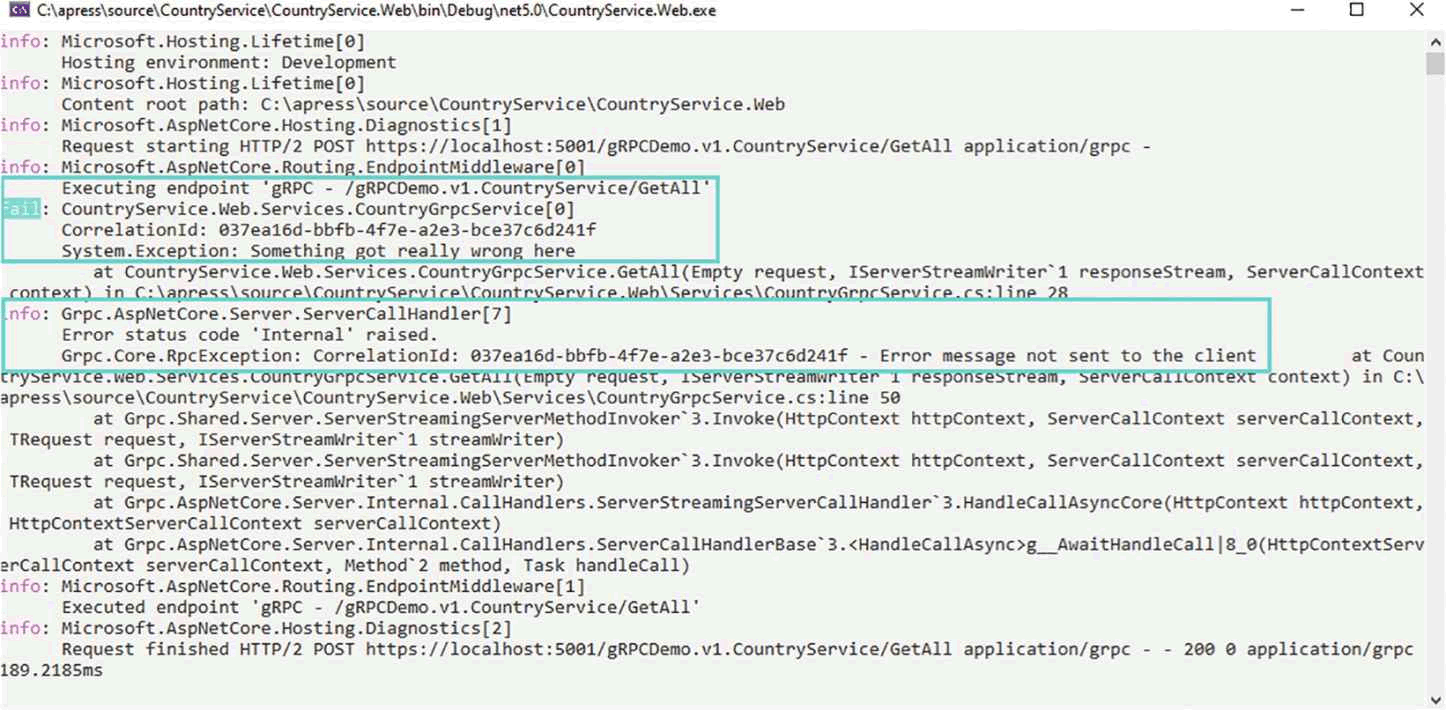 C:\apress\source\CountryService\CountryService.Web\bin\Debug\net5.0\CountryService.Web.exe
info: Microsoft.Hosting.Lifetime[0]
Hosting environment: Development
info: Microsoft.Hosting.Lifetime[0]
Content root path: C:\apress\source\CountryService\CountryService.Web
info: Microsoft.AspNetCore.Hosting.Diagnostics[1]
Request starting HTTP/2 POST https://localhost:5001/gRPCDemo.v1.CountryService/GetAll application/grpc -
info: Microsoft.AspNetCore.Routing.EndpointMiddleware[0]
Executing endpoint 'gRPC - /gRPCDemo.v1.CountryService/GetAll'
Fail: CountryService.Web.Services.CountryGrpcService[0]
CorrelationId: 037ea16d-bbfb-4f7e-a2e3-bce37c6d241f
System.Exception: Something got really wrong here
at CountryService.Web.Services.CountryGrpcService.GetAll(Empty request, IServerStreamWriter`1 responseStream, ServerCallContext
context) in C:\apress\source\CountryService\CountryService.Web\Services\CountryGrpcService.cs:line 28
info: Grpc.AspNetCore.Server.ServerCallHandler[7]
Error status code 'Internal' raised.
Grpc.Core.RpcException: CorrelationId: 037ea16d-bbfb-4f7e-a2e3-bce37c6d241f - Error message not sent to the client at Coun
tryService.Web.Services.CountryGrpcService.GetAll(Empty request, IServerStreamWriter`1 responseStream, ServerCallContext context) in C:\
apress\source\CountryService\CountryService.Web\Services\CountryGrpcService.cs:line 50
at Grpc.Shared.Server.ServerStreamingServerMethodInvoker`3.Invoke(HttpContext httpContext, ServerCallContext serverCallContext,
TRequest request, IServerStreamWriter`1 streamWriter)
at Grpc.Shared.Server.ServerStreamingServerMethodInvoker`3.Invoke(HttpContext httpContext, ServerCallContext serverCallContext,
TRequest request, IServerStreamWriter`1 streamWriter)
at Grpc.AspNetCore.Server.Internal.CallHandlers.ServerStreamingServerCallHandler`3.HandleCallAsyncCore(HttpContext httpContext,
HttpContextServerCallContext serverCallContext)
at Grpc.AspNetCore.Server.Internal.CallHandlers.ServerCallHandlerBase`3.<HandleCallAsync>g__AwaitHandleCall|8_0(HttpContextServ
erCallContext serverCallContext, Method`2 method, Task handleCall)
info: Microsoft.AspNetCore.Routing.EndpointMiddleware[1]
Executed endpoint 'gRPC - /gRPCDemo.v1.CountryService/GetAll'
info: Microsoft.AspNetCore.Hosting.Diagnostics[2]
Request finished HTTP/2 POST https://localhost:5001/gRPCDemo.v1.CountryService/GetAll application/grpc - - 200 0 application/grpc
189.2185ms